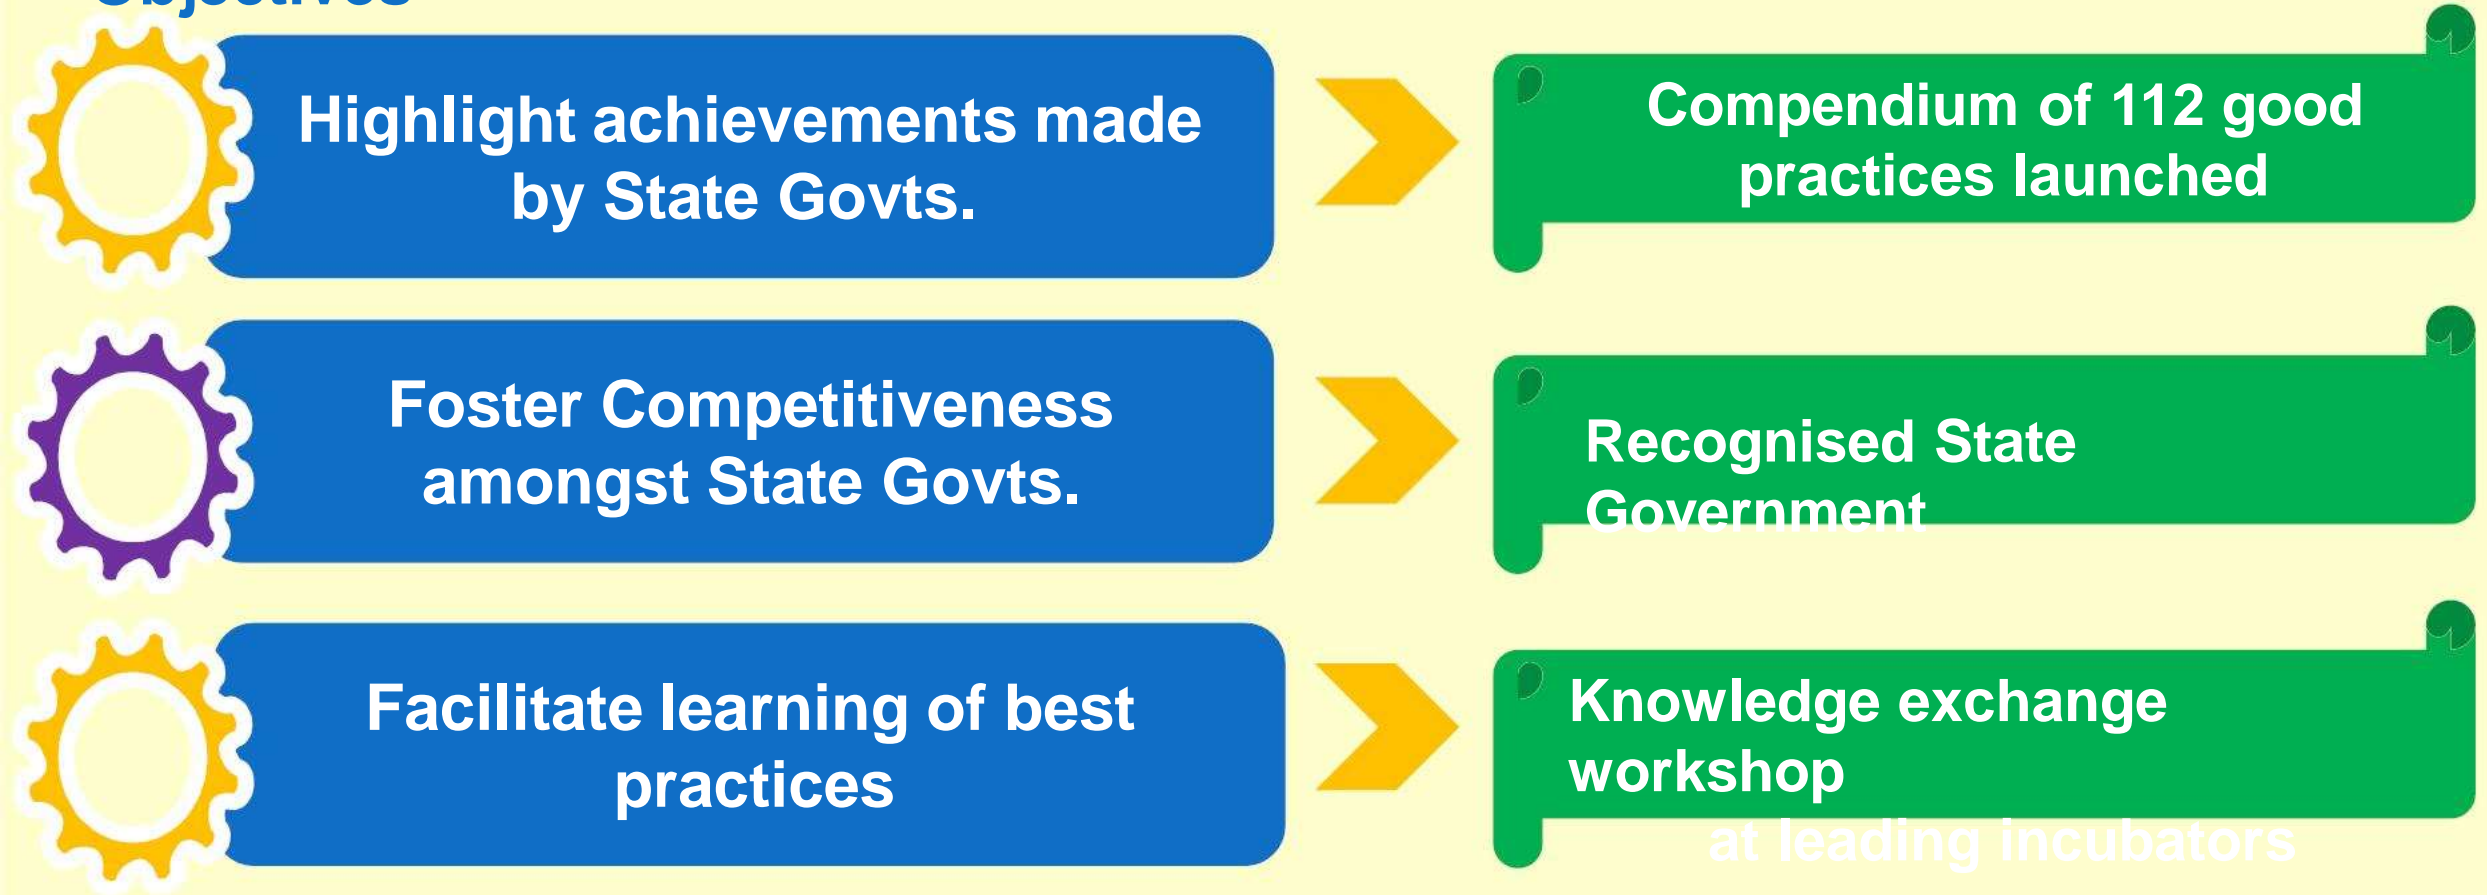 Objectives
Highlight achievements made
by State Govts.
Compendium of 112 good
practices launched
Foster Competitiveness
amongst State Govts.
Recognised State
Government
Facilitate learning of best
practices
Knowledge exchange
workshop
at leading incubators